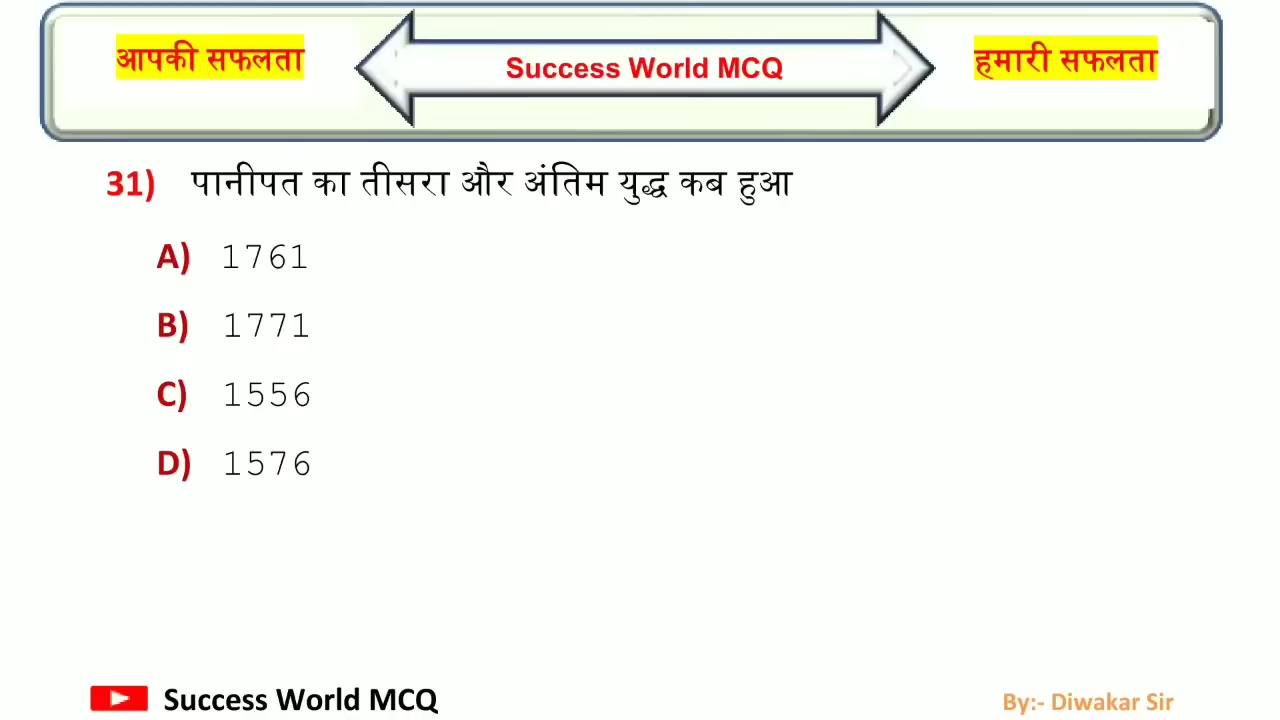 आपकी सफलता
Success World MCQ
हमारी सफलता
31) पानीपत का तीसरा और अंतिम युद्ध कब हुआ
A) 1761
B) 1771
C) 1556
D) 1576
Success World MCQ
By:- Diwakar Sir